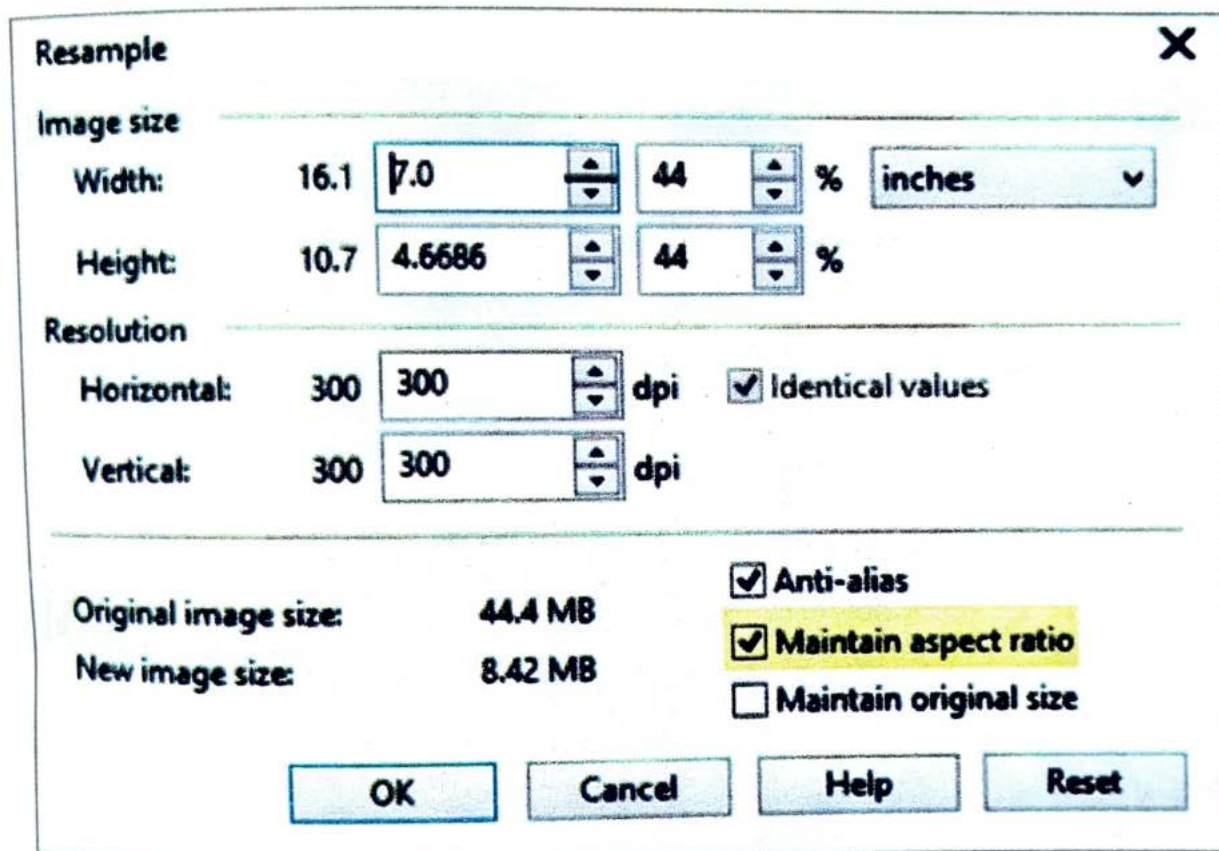 Resample
Image size
Width: 16.1 7.0 44 % inches
Height: 10.7 4.6686 44 %
Resolution
Horizontal: 300 300 dpi Identical values
Vertical: 300 300 dpi
Anti-alias
Original image size: 44.4 MB
Maintain aspect ratio
New image size: 8.42 MB
Maintain original size
OK Cancel Help Reset